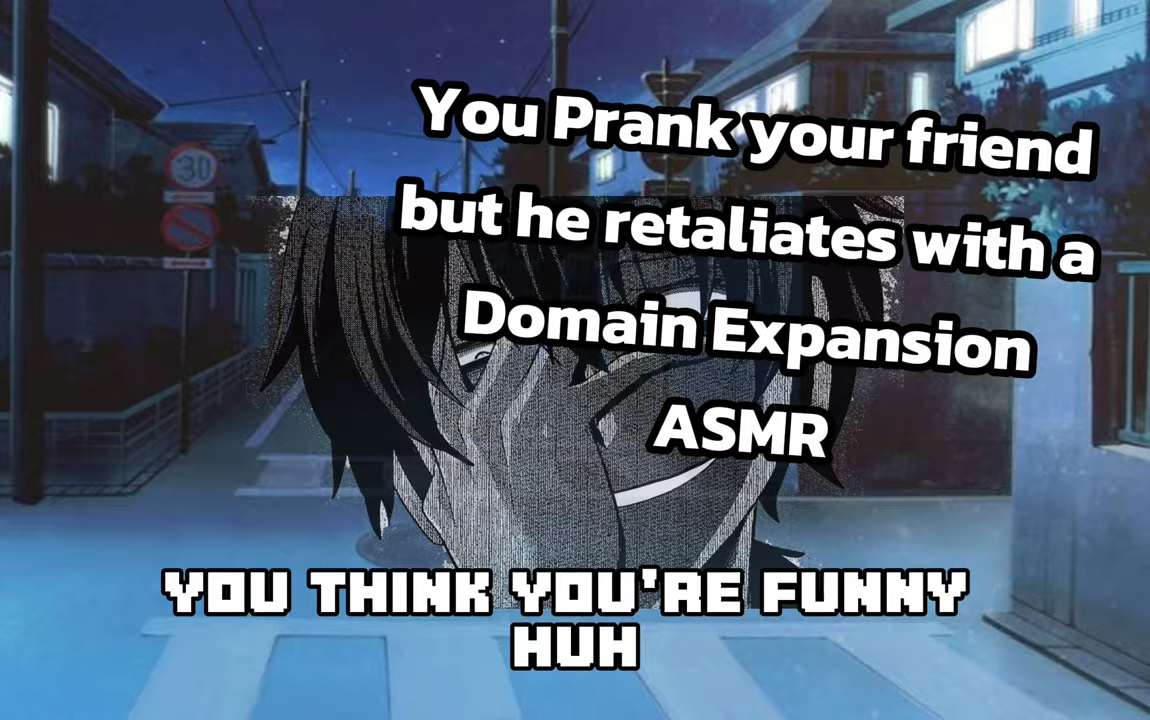 30
You Prank your friend
but he retaliates with a
Domain Expansion
ASMR
YOU THINK YOU'RE FUNNY
HUH